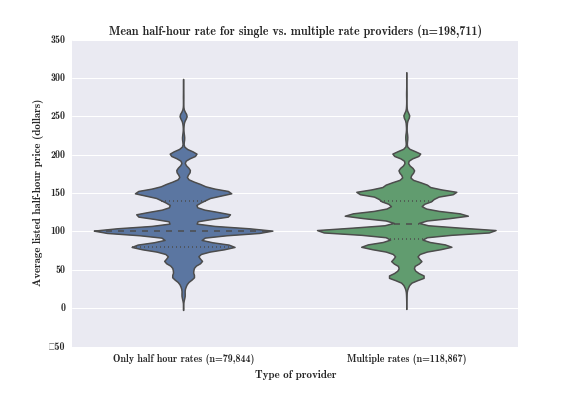 Mean half-hour rate for single vs. multiple rate providers (n=198,711)
350
300
250
200
150
100
50
0
□50
Average listed half-hour price (dollars)
Only half hour rates (n=79,844)
Multiple rates (n=118,867)
Type of provider